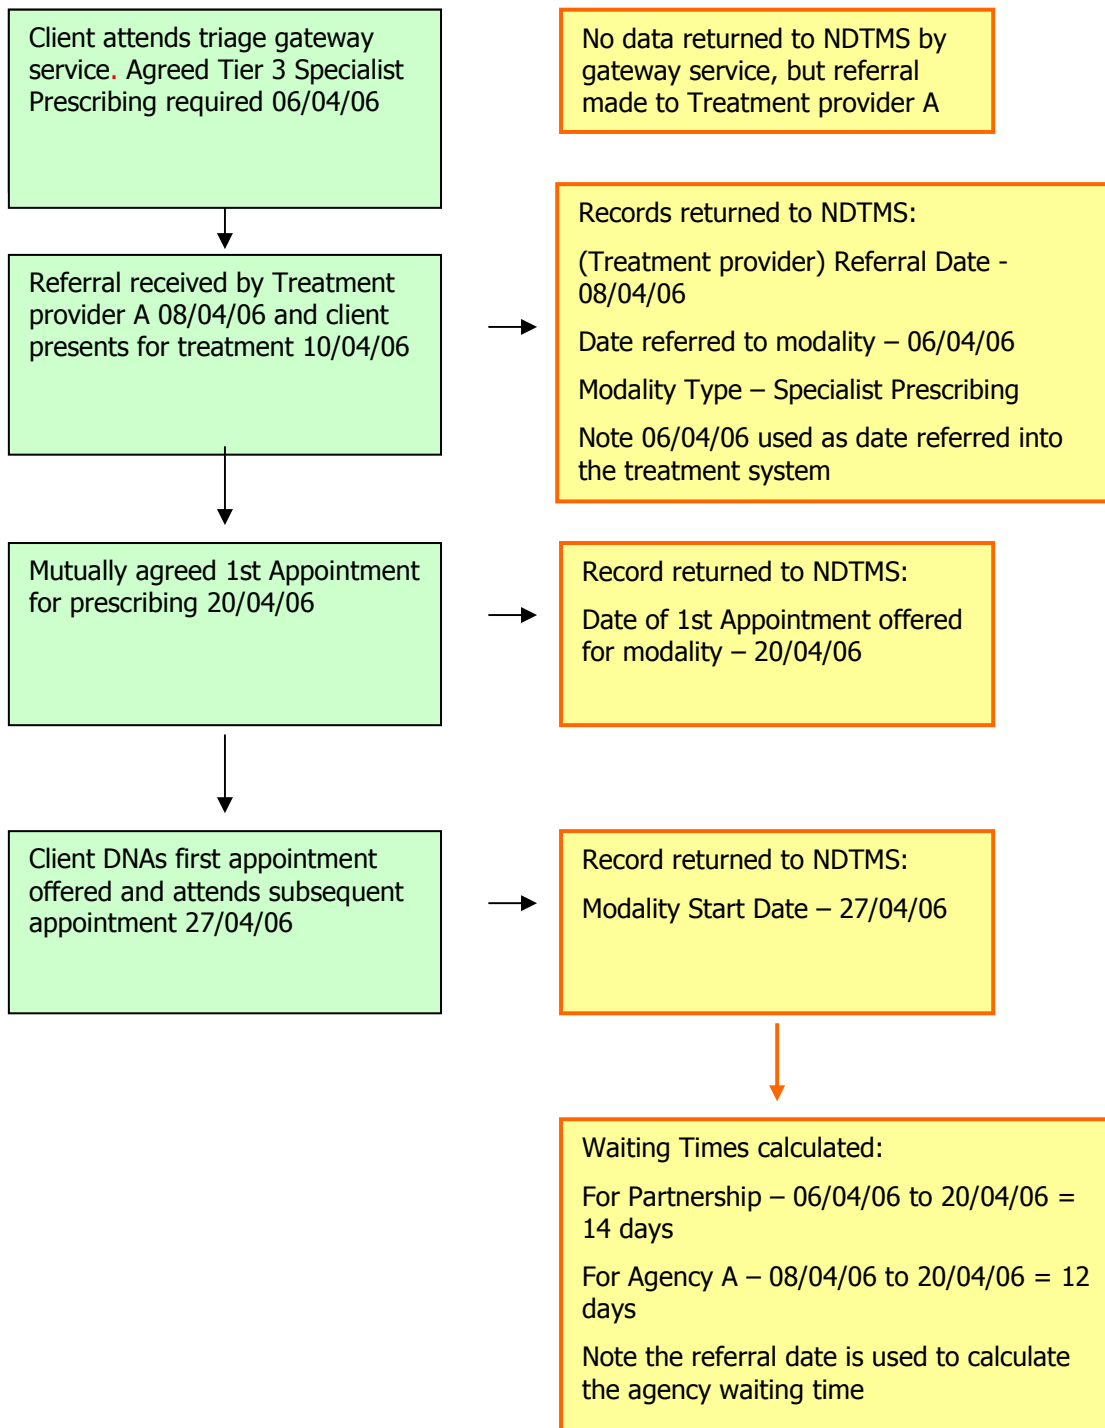 Client attends triage gateway
service. Agreed Tier 3 Specialist
Prescribing required 06/04/06
No data returned to NDTMS by
gateway service, but referral
made to Treatment provider A
Referral received by Treatment
provider A 08/04/06 and client
presents for treatment 10/04/06
Records returned to NDTMS:
(Treatment provider) Referral Date -
08/04/06
Date referred to modality – 06/04/06
Modality Type – Specialist Prescribing
Note 06/04/06 used as date referred into
the treatment system
Mutually agreed 1st Appointment
for prescribing 20/04/06
Record returned to NDTMS:
Date of 1st Appointment offered
for modality – 20/04/06
Client DNAs first appointment
offered and attends subsequent
appointment 27/04/06
Record returned to NDTMS:
Modality Start Date – 27/04/06
Waiting Times calculated:
For Partnership – 06/04/06 to 20/04/06 =
14 days
For Agency A – 08/04/06 to 20/04/06 = 12
days
Note the referral date is used to calculate
the agency waiting time